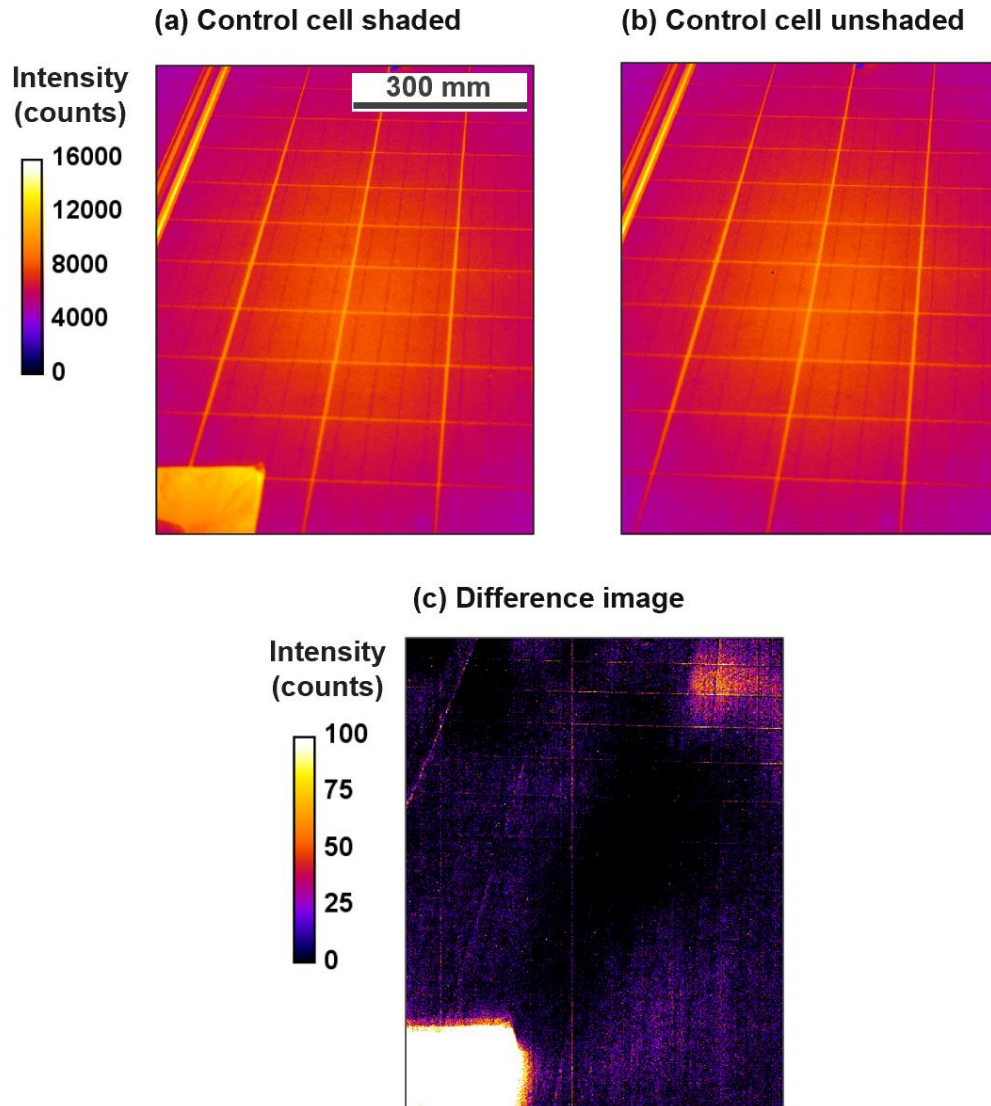 (a) Control cell shaded
(b) Control cell unshaded
Intensity
(counts)
16000
12000
8000
4000
0
300 mm
(c) Difference image
Intensity
(counts)
100
75
50
25
0